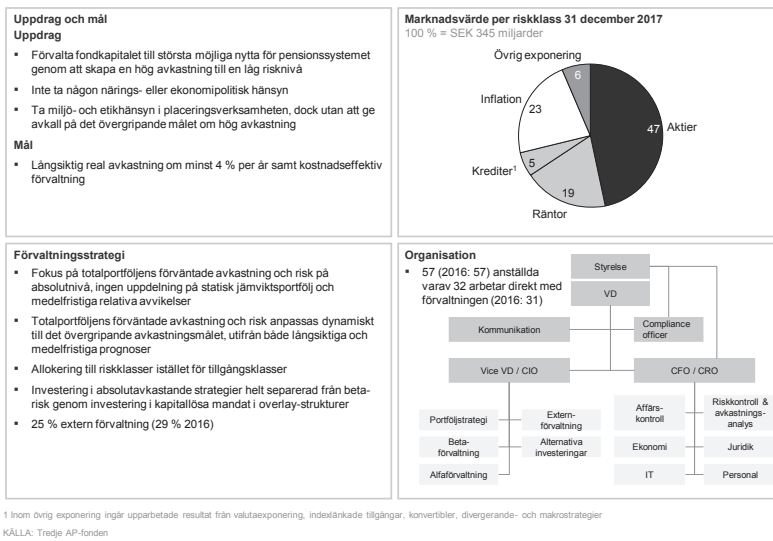 Uppdrag och mål
Uppdrag
▪ Förvalta fondkapitalet till största möjliga nytta för pensionssystemet
genom att skapa en hög avkastning till en låg risknivå
▪ Inte ta någon närings- eller ekonomipolitisk hänsyn
▪ Ta miljö- och etikhänsyn i placeringsverksamheten, dock utan att ge
avkall på det övergripande målet om hög avkastning
Mål
▪ Långsiktig real avkastning om minst 4 % per år samt kostnadseffektiv
förvaltning
Marknadsvärde per riskklass 31 december 2017
100 % = SEK 345 miljarder
Övrig exponering
6
Inflation
23
47 Aktier
Krediter¹
5
19
Räntor
Förvaltningsstrategi
▪ Fokus på totalportföljens förväntade avkastning och risk på
absolutnivå, ingen uppdelning på statisk jämviktsportfölj och
medelfristiga relativa avvikelser
▪ Totalportföljens förväntade avkastning och risk anpassas dynamiskt
till det övergripande avkastningsmålet, utifrån både långsiktiga och
medelfristiga prognoser
▪ Allokering till riskklasser istället för tillgångsklasser
▪ Investering i absolutavkastande strategier helt separerad från beta-
risk genom investering i kapitallösa mandat i overlay-strukturer
▪ 25 % extern förvaltning (29 % 2016)
Organisation
▪ 57 (2016: 57) anställda
varav 32 arbetar direkt med
förvaltningen (2016: 31)
Styrelse
VD
Kommunikation
Compliance
officer
Vice VD / CIO
CFO / CRO
Portföljstrategi
Extern-
förvaltning
Beta-
förvaltning
Alternativa
investeringar
Alfaförvaltning
Affärs-
kontroll
Riskkontroll &
avkastnings-
analys
Ekonomi
Juridik
IT
Personal
1 Inom övrig exponering ingår upparbetade resultat från valutaexponering, indexlänkade tillgångar, konvertibler, divergerande- och makrostrategier
KÄLLA: Tredje AP-fonden